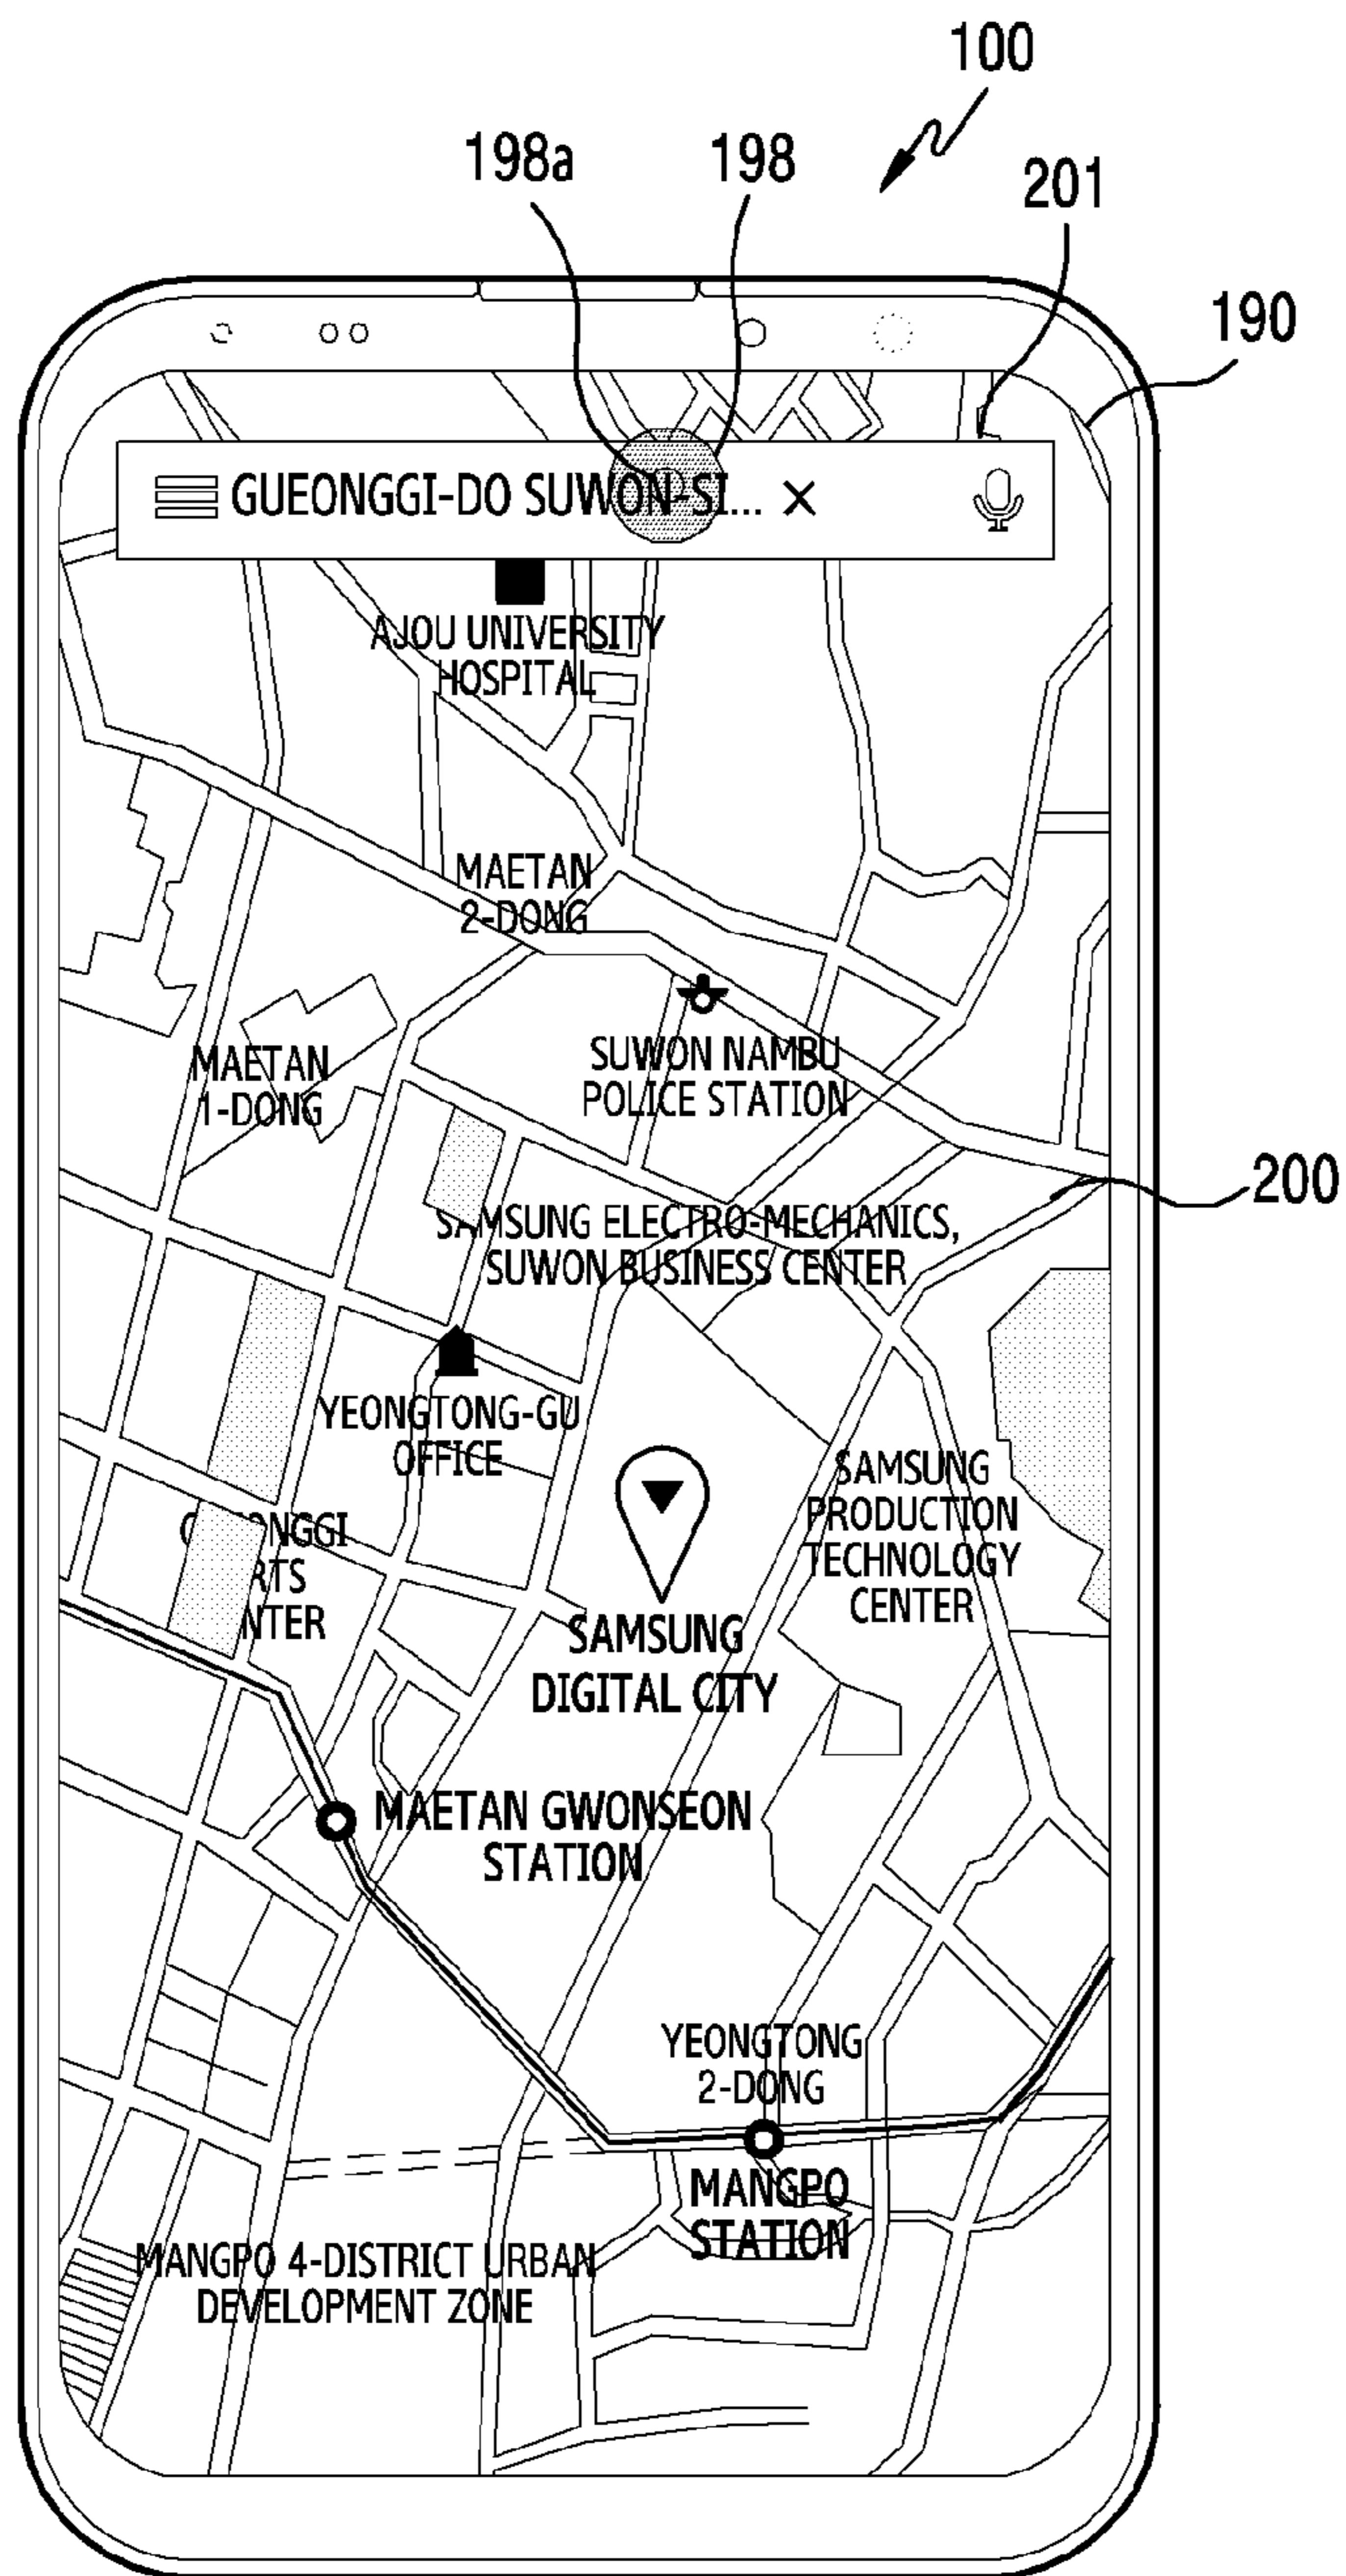 100
198a
198
201
190
GUEONGGI-DO SUWON-SI... ×
AJOU UNIVERSITY
HOSPITAL
MAETAN
2-DONG
SUWON NAMBU
POLICE STATION
MAETAN
1-DONG
200
SAMSUNG ELECTRO-MECHANICS,
SUWON BUSINESS CENTER
YEONGTONG-GU
OFFICE
SAMSUNG
PRODUCTION
TECHNOLOGY
CENTER
SAMSUNG
DIGITAL CITY
MAETAN GWONSEON
STATION
YEONGTONG
2-DONG
MANGPO
STATION
MANGPO 4-DISTRICT URBAN
DEVELOPMENT ZONE